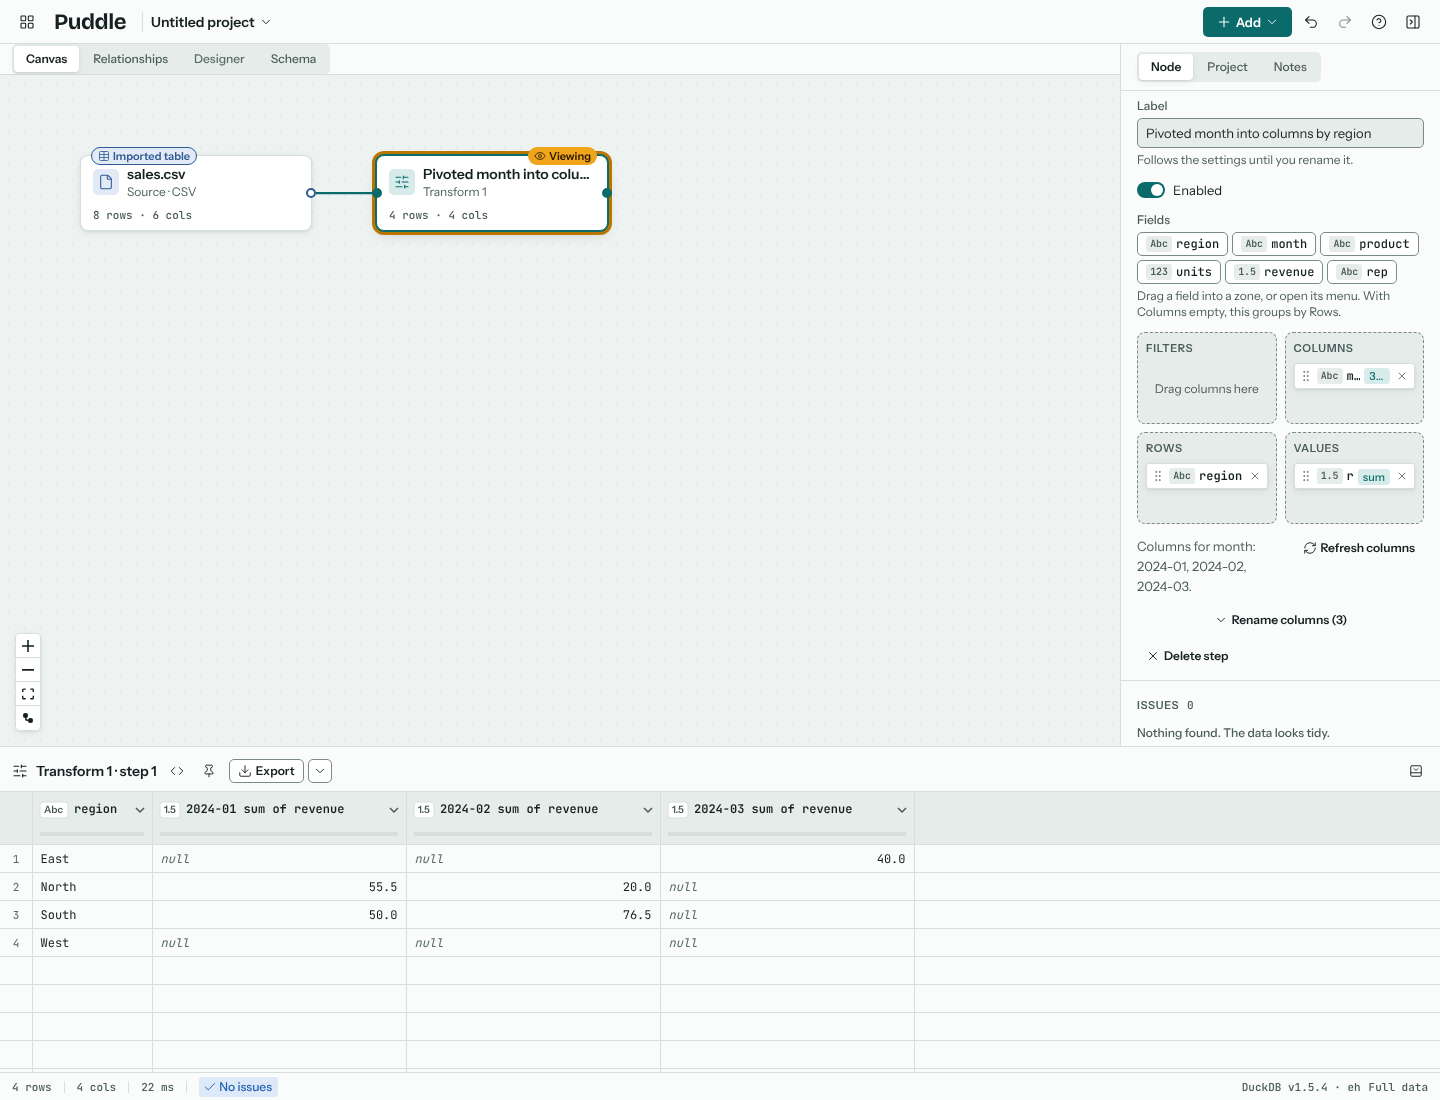 Puddle
Untitled project
Add
Canvas
Relationships
Designer
Schema
Node
Project
Notes
Imported table
sales.csv
Source · CSV
8 rows · 6 cols
Viewing
Pivoted month into colu...
Transform 1
4 rows · 4 cols
Label
Pivoted month into columns by region
Follows the settings until you rename it.
Enabled
Fields
Abc region
Abc month
Abc product
123 units
1.5 revenue
Abc rep
Drag a field into a zone, or open its menu. With
Columns empty, this groups by Rows.
FILTERS
Drag columns here
COLUMNS
Abc m... 3...
ROWS
Abc region
VALUES
1.5 r sum
Columns for month:
2024-01, 2024-02,
2024-03.
Refresh columns
Rename columns (3)
Delete step
ISSUES 0
Nothing found. The data looks tidy.
Transform 1 · step 1
Export
Abc region
1.5 2024-01 sum of revenue
1.5 2024-02 sum of revenue
1.5 2024-03 sum of revenue
1 East null null 40.0
2 North 55.5 20.0 null
3 South 50.0 76.5 null
4 West null null null
4 rows
4 cols
22 ms
No issues
DuckDB v1.5.4 · eh Full data